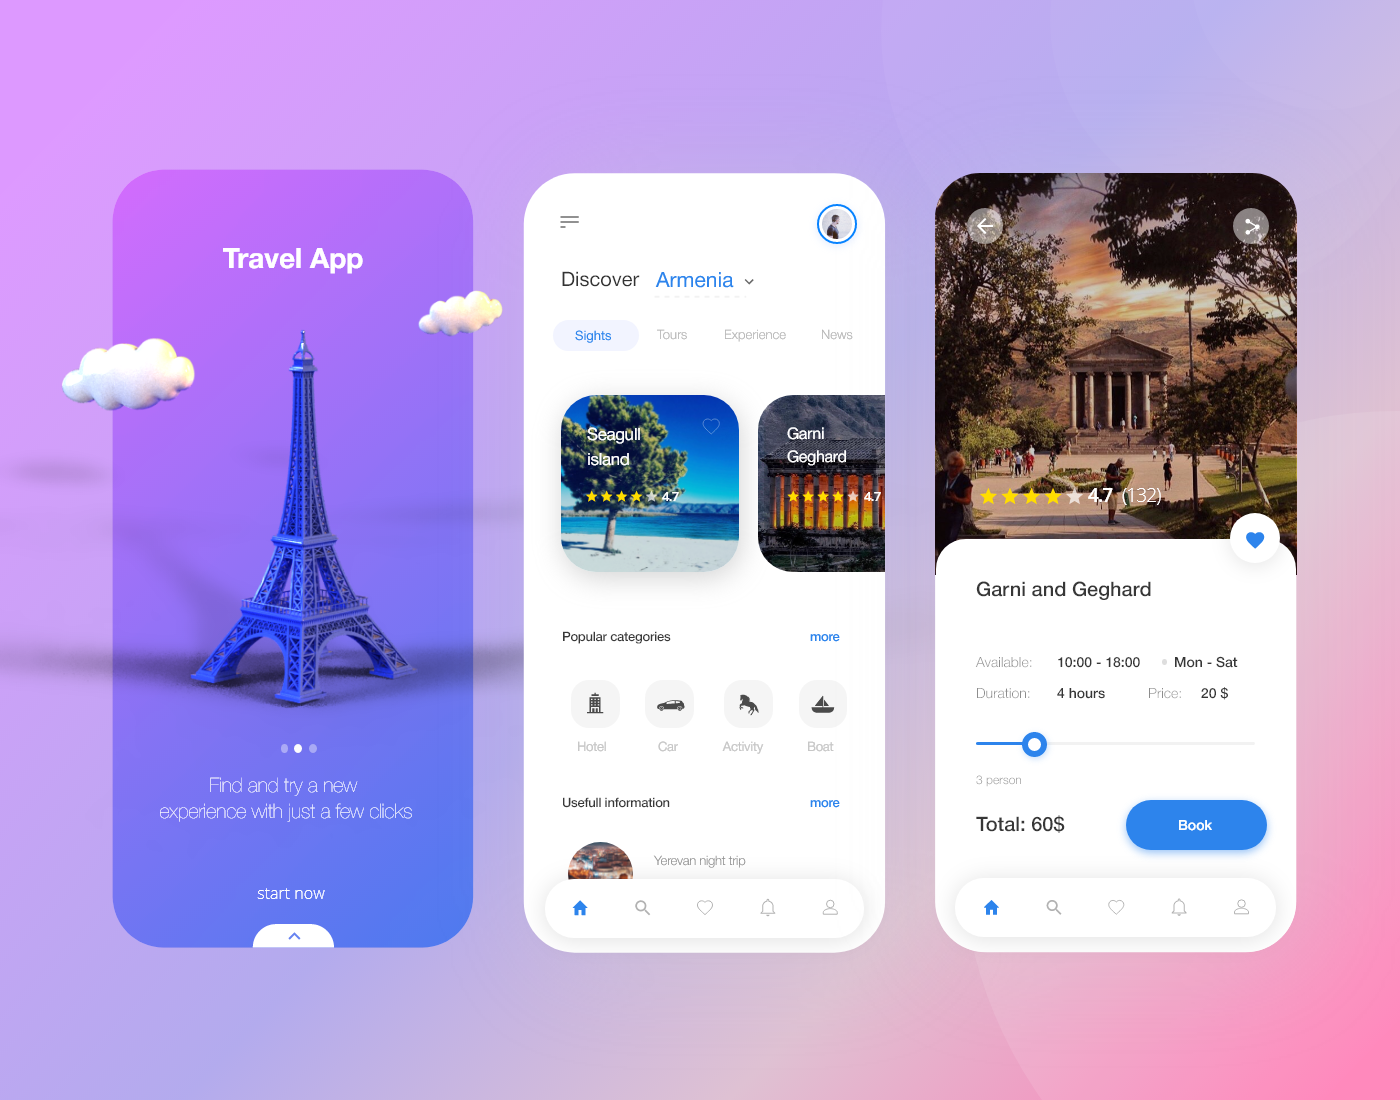 Travel App
Find and try a new
experience with just a few clicks
start now
Discover Armenia
Sights Tours Experience News
Seagull
island
4.7
Garni
Geghard
4.7
Popular categories more
Hotel Car Activity Boat
Usefull information more
Yerevan night trip
4.7 (132)
Garni and Geghard
Available: 10:00 - 18:00 Mon - Sat
Duration: 4 hours Price: 20 $
3 person
Total: 60$ Book